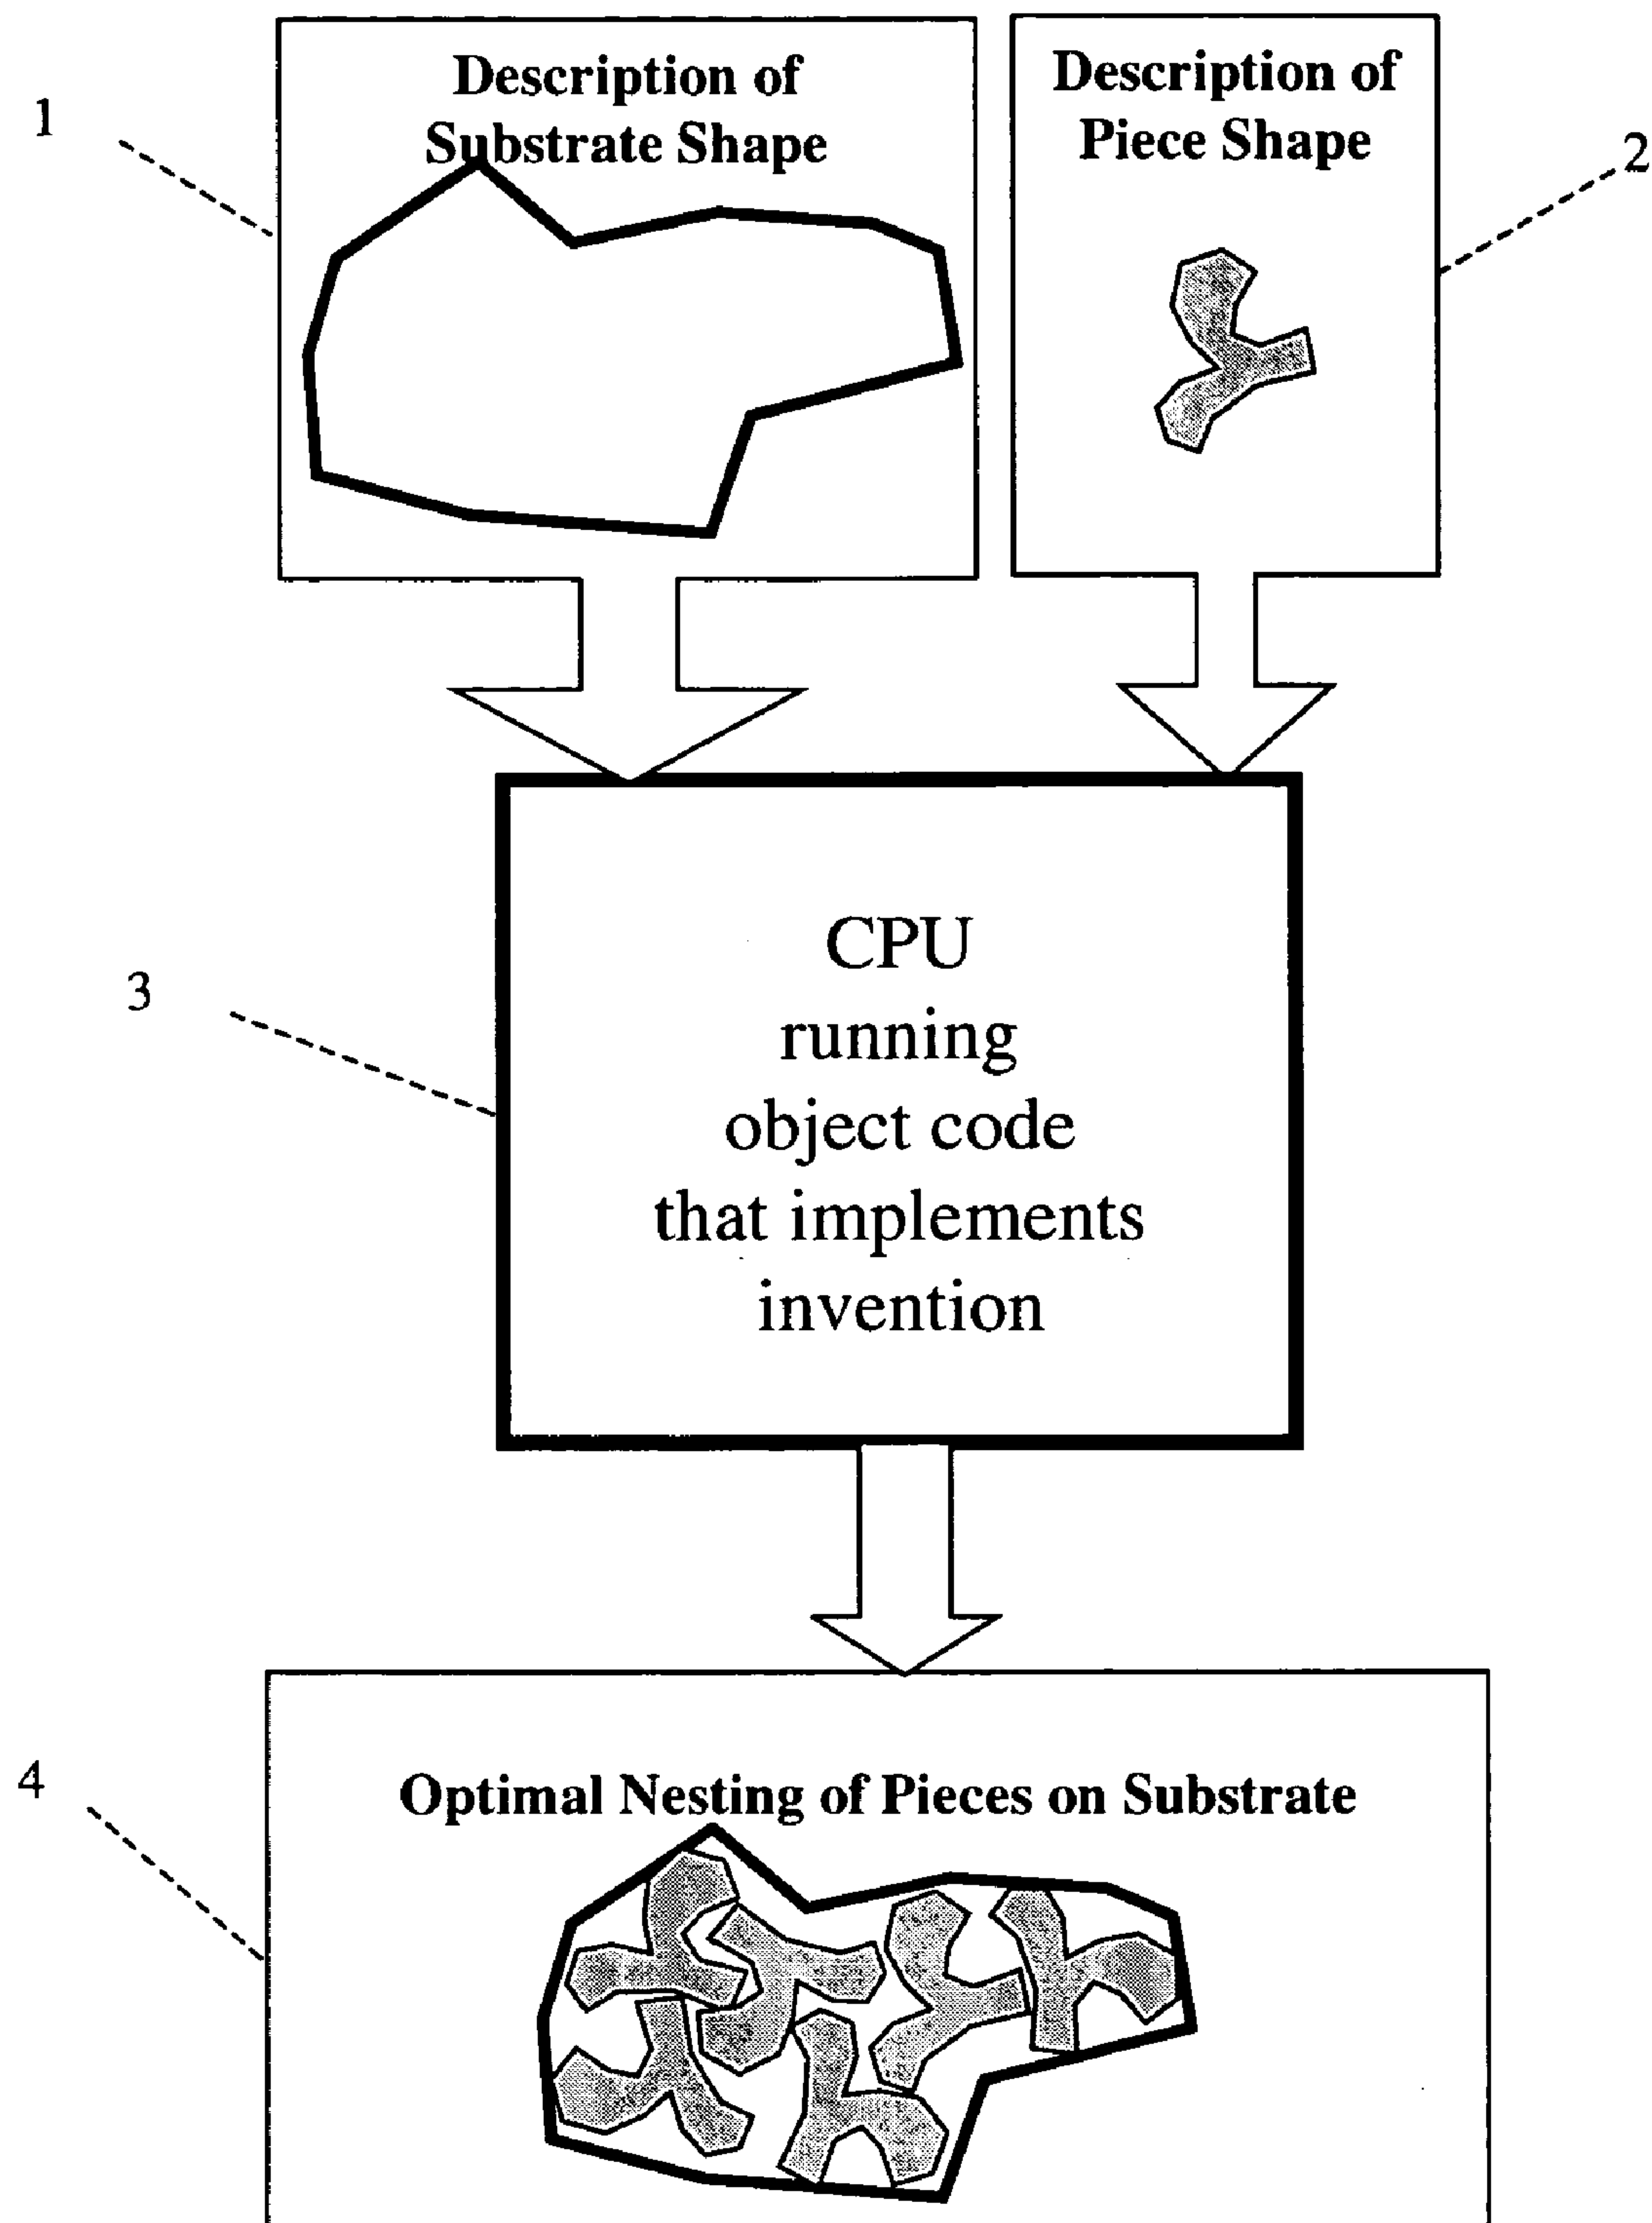 1
Description of
Substrate Shape
Description of
Piece Shape
2
3
CPU
running
object code
that implements
invention
4
Optimal Nesting of Pieces on Substrate